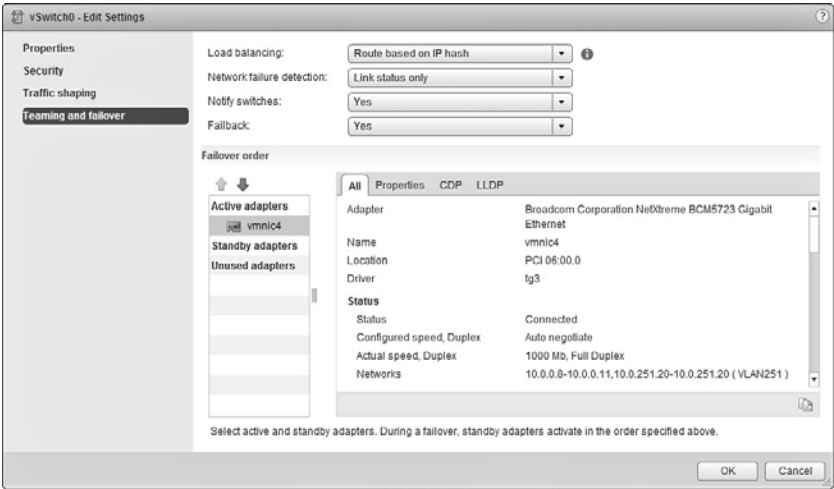 vSwitch0 - Edit Settings
?
Properties
Security
Traffic shaping
Teaming and failover
Load balancing: Route based on IP hash
Network failure detection: Link status only
Notify switches: Yes
Failback: Yes
Failover order
Active adapters
vmnic4
Standby adapters
Unused adapters
All Properties CDP LLDP
Adapter Broadcom Corporation NetXtreme BCM5723 Gigabit
Ethernet
Name vmnic4
Location PCI 06:00.0
Driver tg3
Status
Status Connected
Configured speed, Duplex Auto negotiate
Actual speed, Duplex 1000 Mb, Full Duplex
Networks 10.0.0.8-10.0.0.11,10.0.251.20-10.0.251.20 ( VLAN251 )
Select active and standby adapters. During a failover, standby adapters activate in the order specified above.
OK Cancel